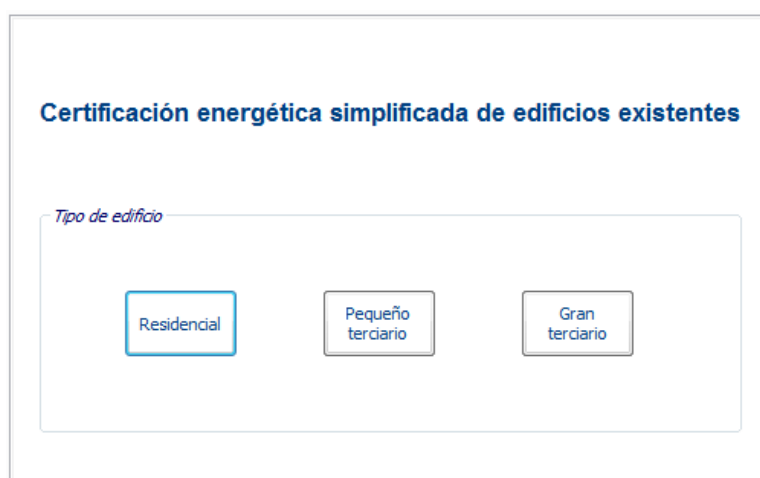 Certificación energética simplificada de edificios existentes
Tipo de edificio
Residencial
Pequeño
terciario
Gran
terciario